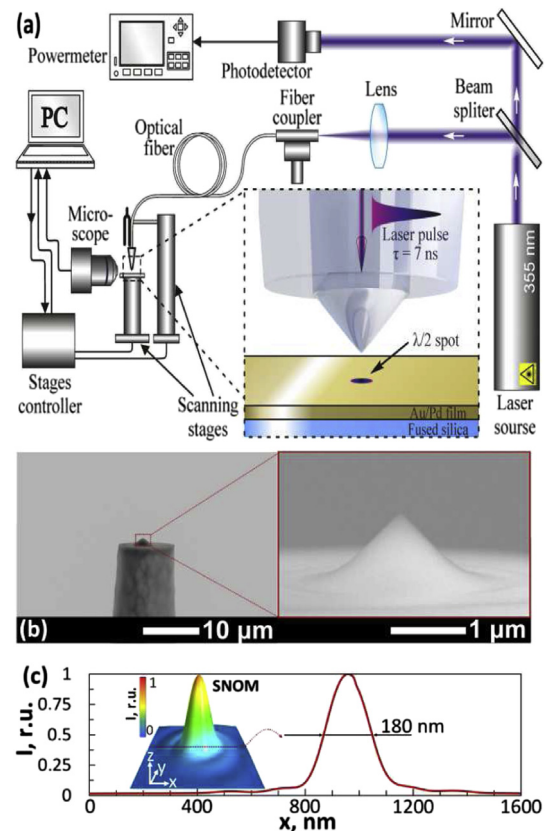 (a)
Powermeter
Photodetector
Mirror
PC
Optical
fiber
Fiber
coupler
Lens
Beam
spliter
Micro-
scope
Laser pulse
τ = 7 ns
355 nm
λ/2 spot
Stages
controller
Scanning
stages
Au/Pd film
Fused silica
Laser
sourse
(b)
10 μm
1 μm
(c)
I, r.u.
1
0.75
0.5
0.25
0
I, r.u.
1
0
SNOM
z
y
x
180 nm
0
400
800
1200
1600
x, nm